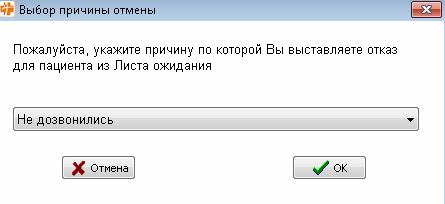 Выбор причины отмены
Пожалуйста, укажите причину по которой Вы выставляете отказ
для пациента из Листа ожидания
Не дозвонились
Отмена
ОК